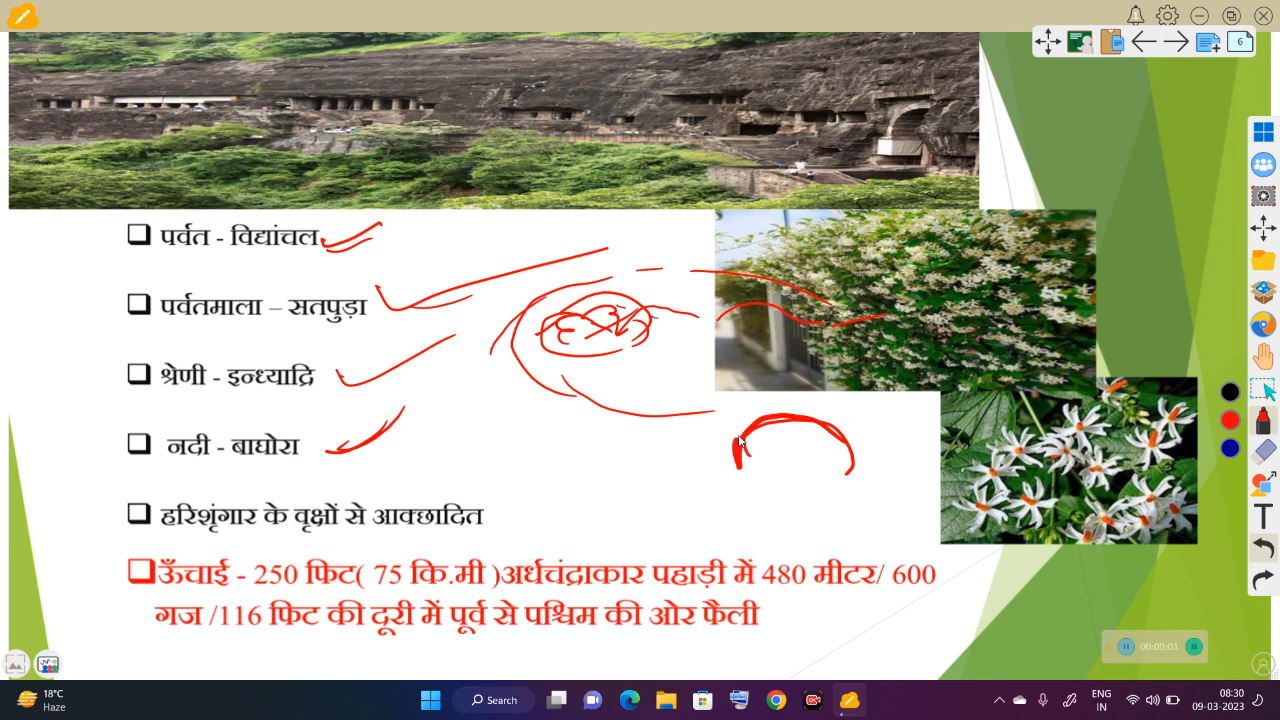 6
पर्वत - विद्यांचल
पर्वतमाला – सतपुड़ा
श्रेणी - इन्ध्याद्रि
नदी - बाघोरा
हरिशृंगार के वृक्षों से आक्छादित
ऊँचाई - 250 फिट( 75 कि.मी )अर्धचंद्राकार पहाड़ी में 480 मीटर/ 600
गज /116 फिट की दूरी में पूर्व से पश्चिम की ओर फैली
T
00:09:01
18°C
Haze
Search
ENG
IN
08:30
09-03-2023